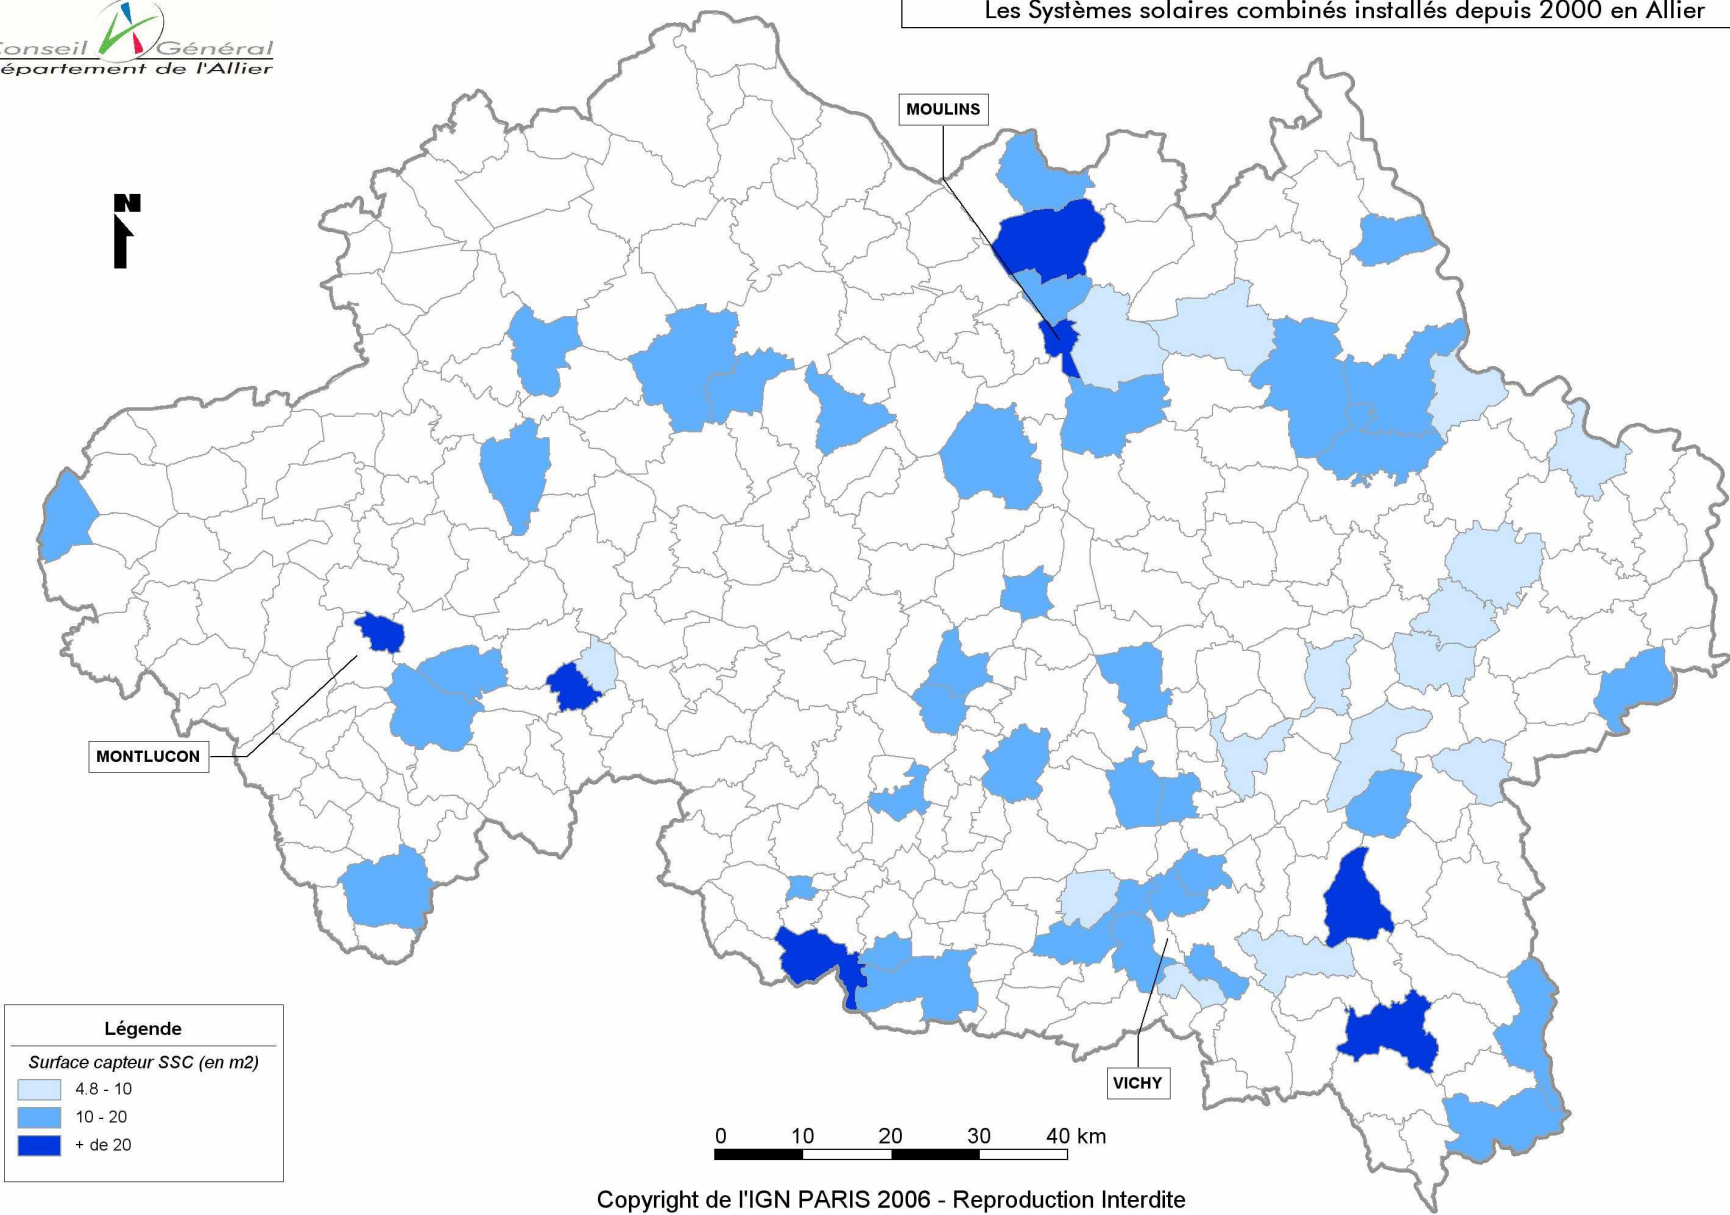 Les Systèmes solaires combinés installés depuis 2000 en Allier
Conseil Général
département de l'Allier
MOULINS
N
MONTLUCON
VICHY
Légende
Surface capteur SSC (en m2)
4.8 - 10
10 - 20
+ de 20
0 10 20 30 40 km
Copyright de l'IGN PARIS 2006 - Reproduction Interdite